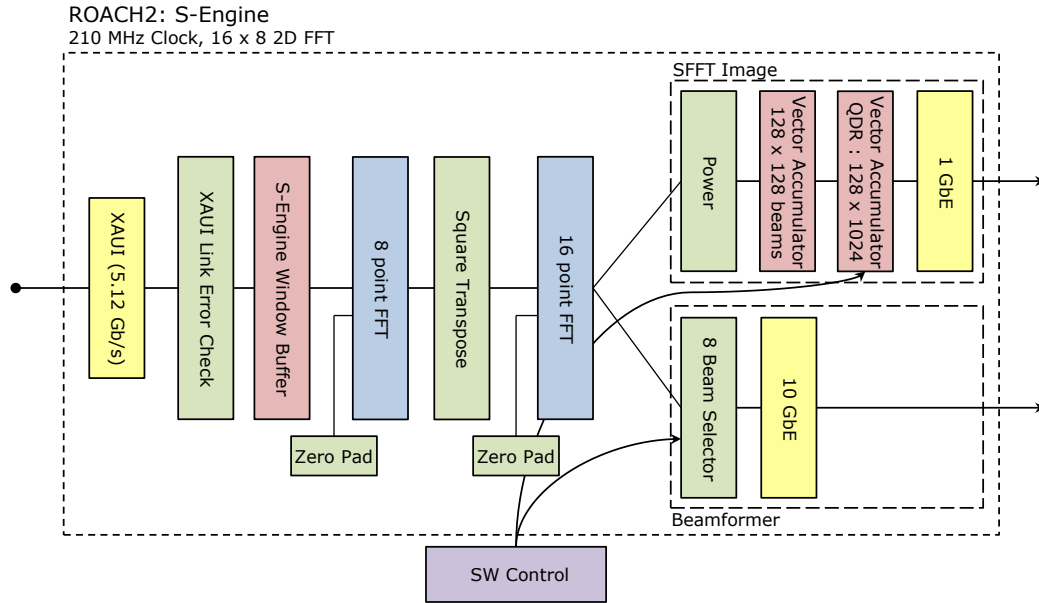 ROACH2: S-Engine
210 MHz Clock, 16 x 8 2D FFT
XAUI (5.12 Gb/s)
XAUI Link Error Check
S-Engine Window Buffer
8 point FFT
Zero Pad
Square Transpose
16 point FFT
Zero Pad
SFFT Image
Power
Vector Accumulator
128 x 128 beams
Vector Accumulator
QDR : 128 x 1024
1 GbE
8 Beam Selector
10 GbE
Beamformer
SW Control